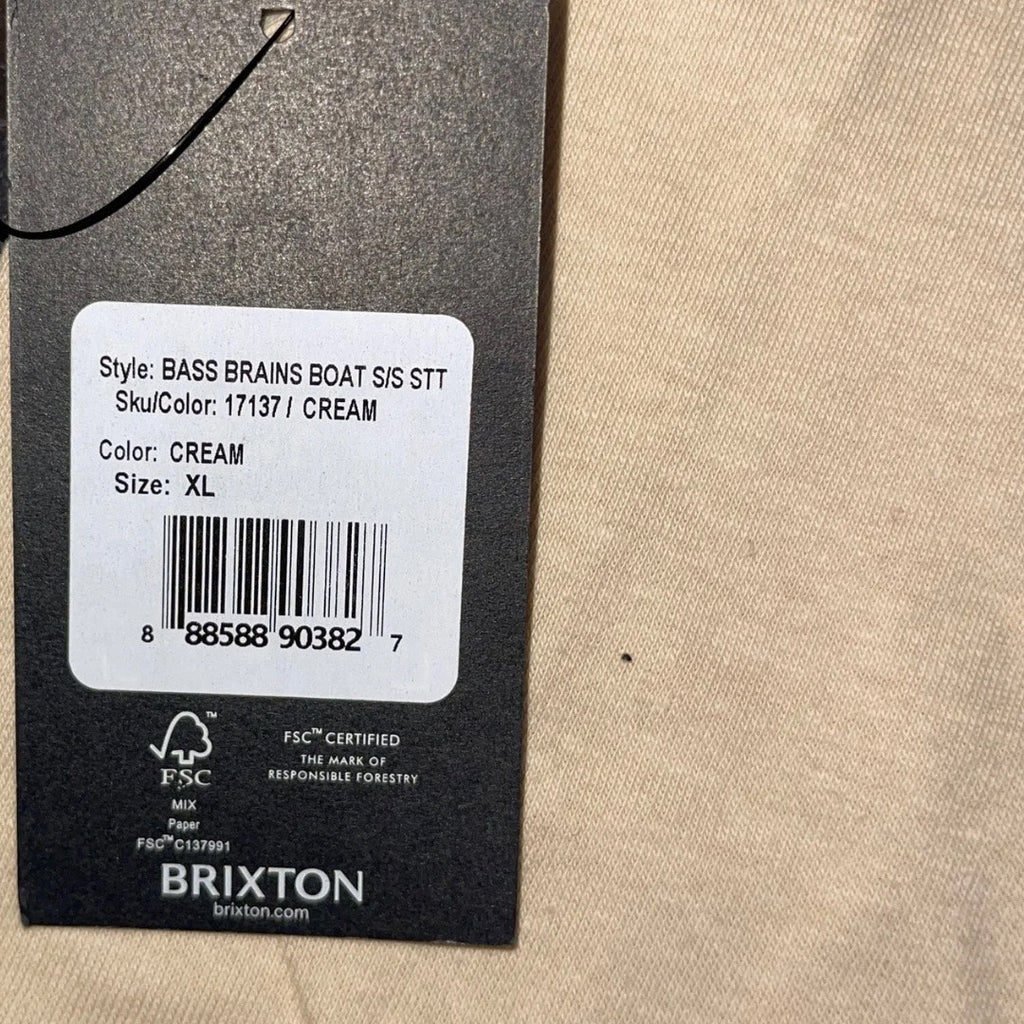 Style: BASS BRAINS BOAT S/S STT
Sku/Color: 17137 / CREAM
Color: CREAM
Size: XL
8 88588 90382 7
FSC™ CERTIFIED
THE MARK OF
RESPONSIBLE FORESTRY
™
FSC
MIX
Paper
FSC™ C137991
BRIXTON
brixton.com